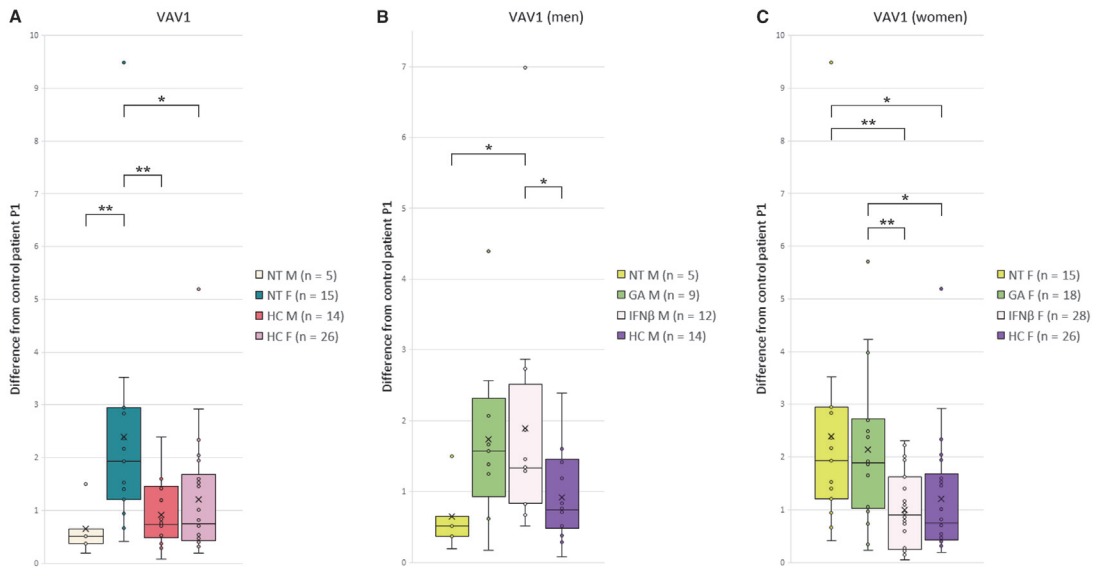 A
VAV1
Difference from control patient P1
10
9
8
7
6
5
4
3
2
1
0
*
**
**
NT M (n = 5)
NT F (n = 15)
HC M (n = 14)
HC F (n = 26)
B
VAV1 (men)
Difference from control patient P1
7
6
5
4
3
2
1
0
*
*
NT M (n = 5)
GA M (n = 9)
IFNβ M (n = 12)
HC M (n = 14)
C
VAV1 (women)
Difference from control patient P1
10
9
8
7
6
5
4
3
2
1
0
*
**
*
**
NT F (n = 15)
GA F (n = 18)
IFNβ F (n = 28)
HC F (n = 26)